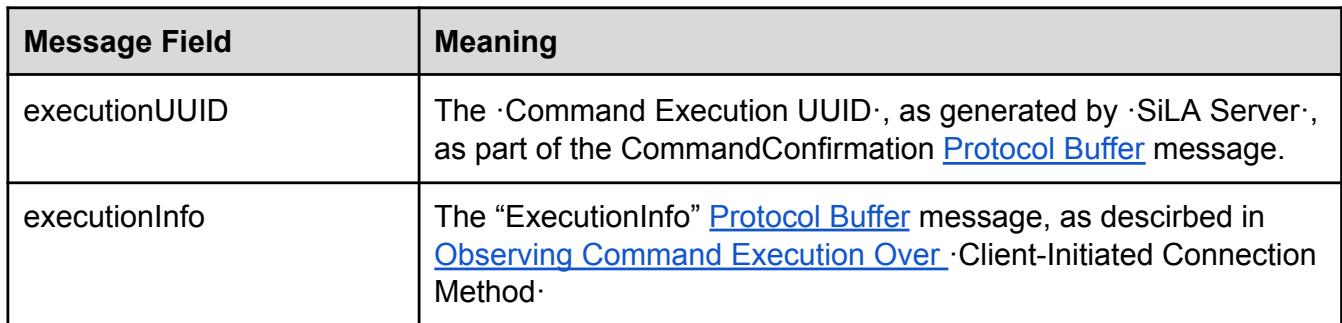 Message Field Meaning
executionUUID The ·Command Execution UUID·, as generated by ·SiLA Server·,
as part of the CommandConfirmation Protocol Buffer message.
executionInfo The “ExecutionInfo” Protocol Buffer message, as descirbed in
Observing Command Execution Over ·Client-Initiated Connection
Method·